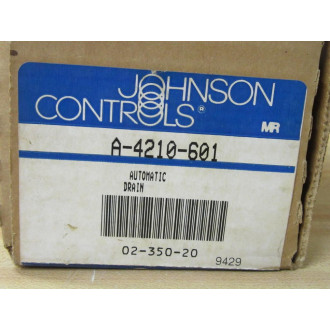 JOHNSON
CONTROLS®
MR
A-4210-601
AUTOMATIC
DRAIN
02-350-20
9429